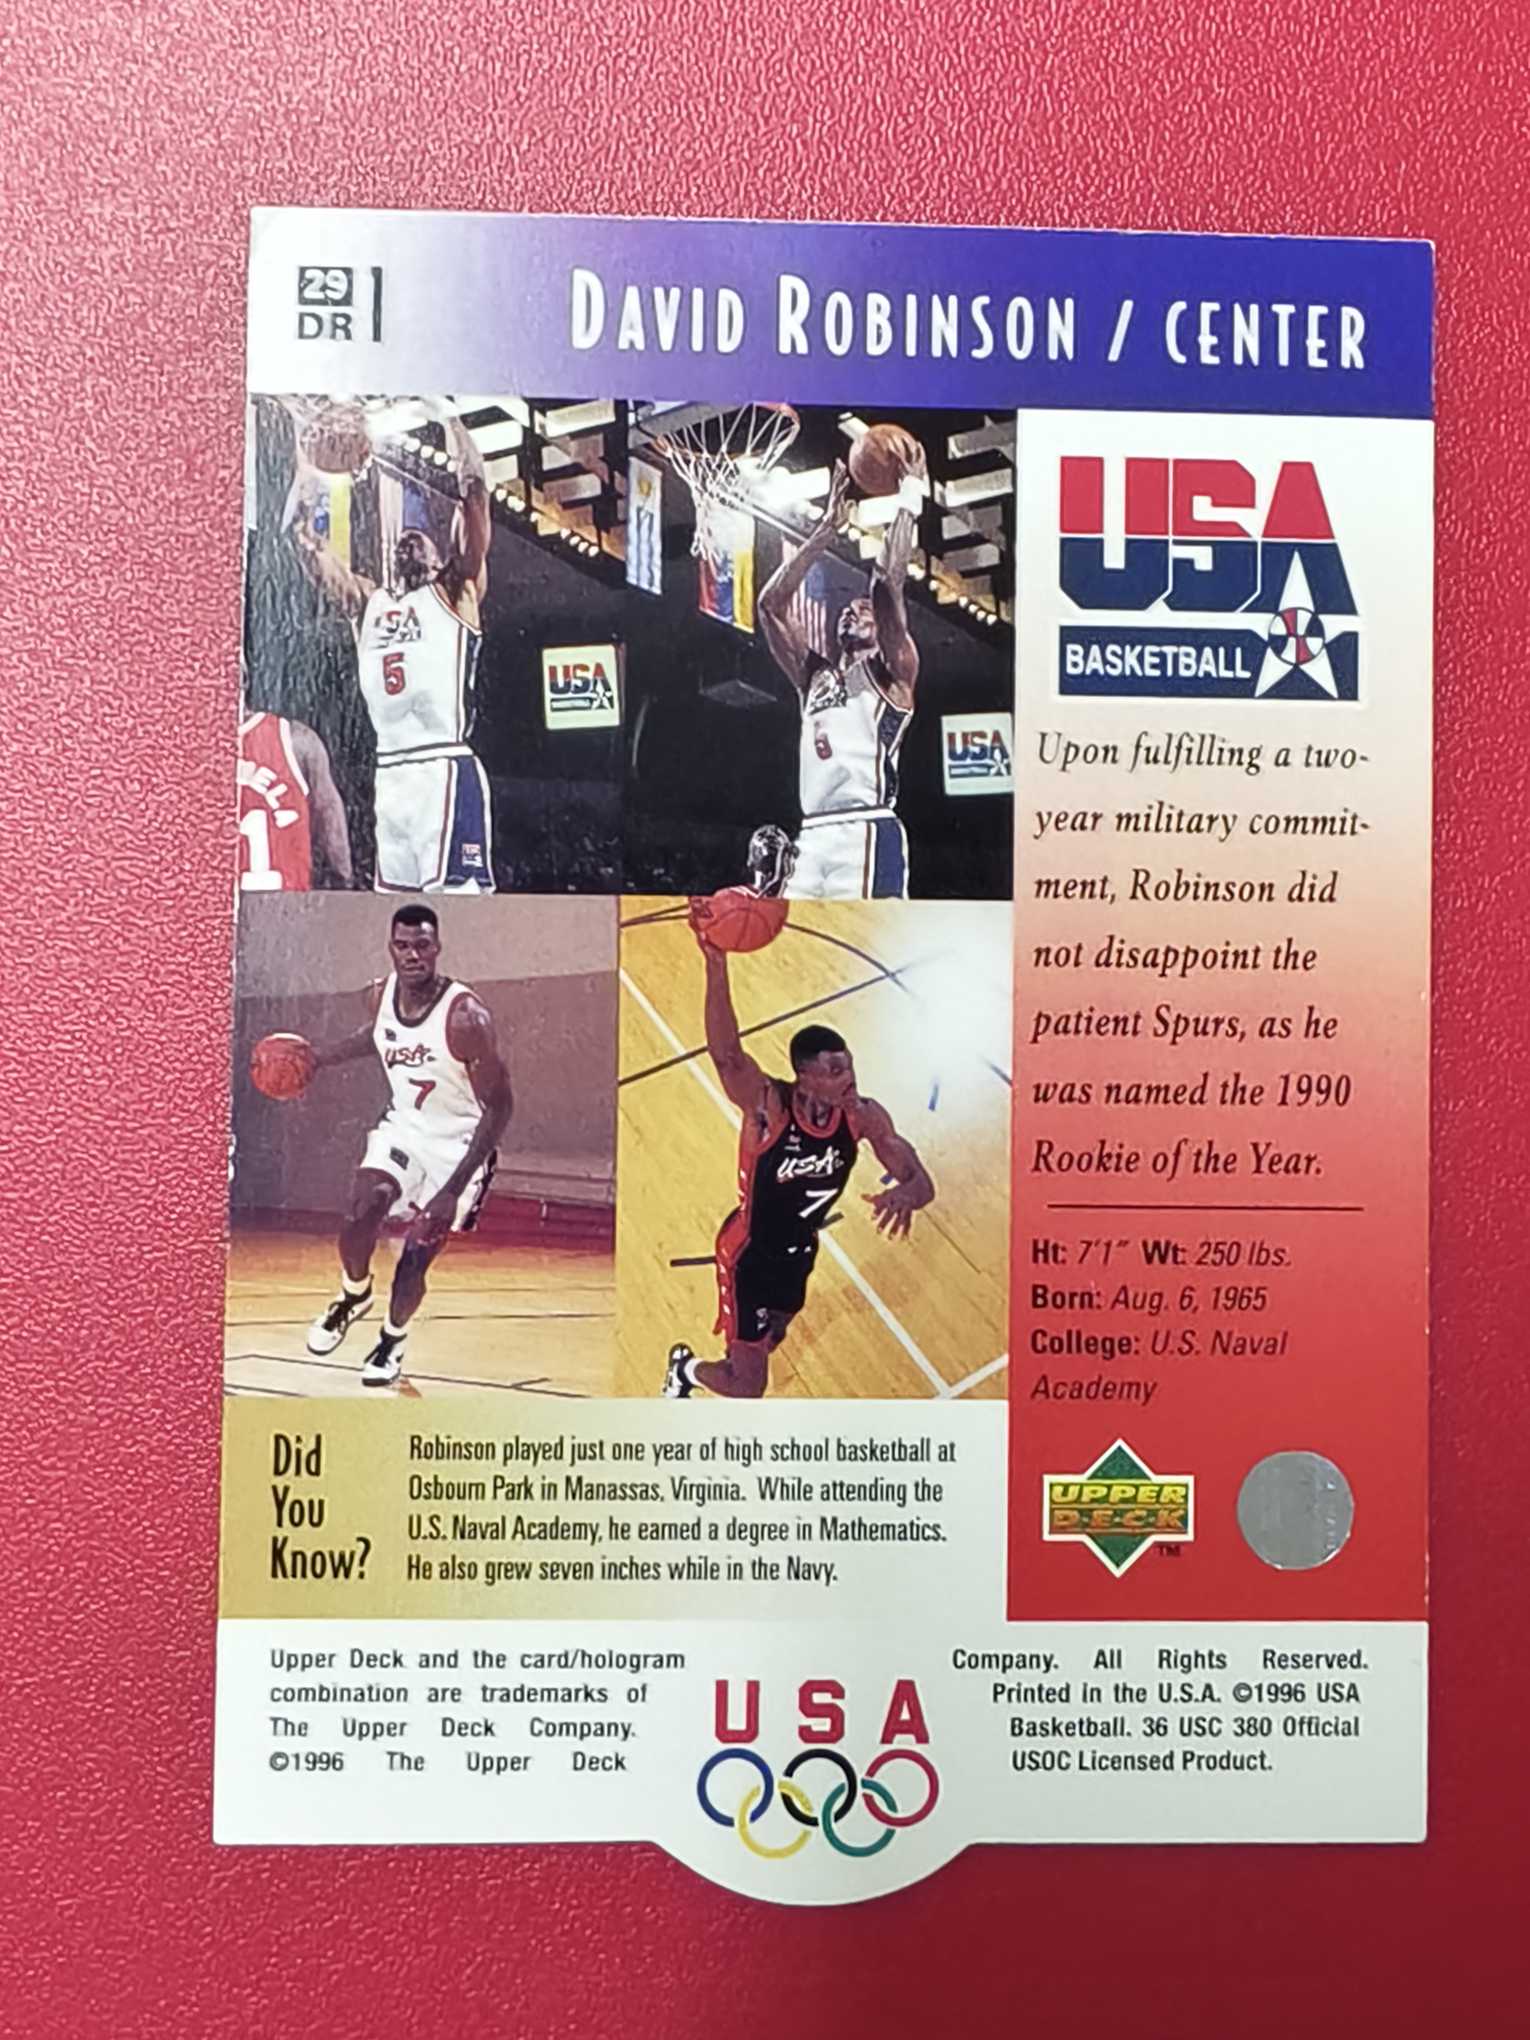 29
DR
DAVID ROBINSON / CENTER
USA
BASKETBALL
USA
5
USA
BASKETBALL
5
USA
1
USA
7
USA
7
Upon fulfilling a two-
year military commit-
ment, Robinson did
not disappoint the
patient Spurs, as he
was named the 1990
Rookie of the Year.
Ht: 7'1" Wt: 250 lbs.
Born: Aug. 6, 1965
College: U.S. Naval
Academy
UPPER
DECK
TM
Did
You
Know?
Robinson played just one year of high school basketball at
Osbourn Park in Manassas, Virginia. While attending the
U.S. Naval Academy, he earned a degree in Mathematics.
He also grew seven inches while in the Navy.
Upper Deck and the card/hologram
combination are trademarks of
The Upper Deck Company.
©1996 The Upper Deck
USA
Company. All Rights Reserved.
Printed in the U.S.A. ©1996 USA
Basketball. 36 USC 380 Official
USOC Licensed Product.